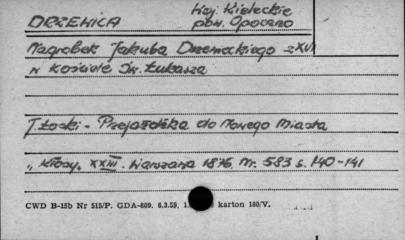 DRZEWICA
Woj. Kieleckie
pow. Opoczno
Nagrobek Jakuba Drzewickiego z XVI
w Kościele Św. Łukasza
J Łoski - Przejażdżka do Nowego Miasta
"Kłosy" XXIII. Warszawa 1876. Nr. 583 s. 140-141
CWD B-15b Nr 515/P. GDA-809. 6.3.59. karton 180/V.